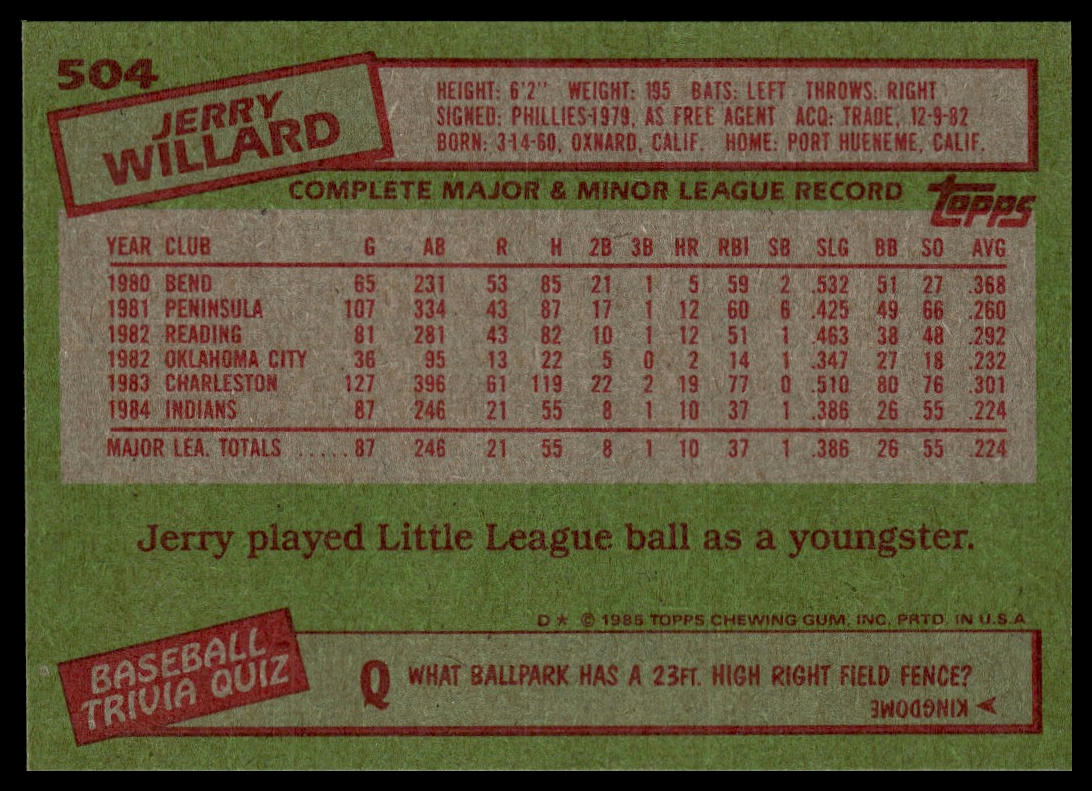 504
JERRY
WILLARD
HEIGHT: 6'2" WEIGHT: 195 BATS: LEFT THROWS: RIGHT
SIGNED: PHILLIES-1979, AS FREE AGENT ACQ: TRADE, 12-9-82
BORN: 3-14-60, OXNARD, CALIF. HOME: PORT HUENEME, CALIF.
COMPLETE MAJOR & MINOR LEAGUE RECORD
Topps
YEAR CLUB G AB R H 2B 3B HR RBI SB SLG BB SO AVG
1980 BEND 65 231 53 85 21 1 5 59 2 .532 51 27 .368
1981 PENINSULA 107 334 43 87 17 1 12 60 6 .425 49 66 .260
1982 READING 81 281 43 82 10 1 12 51 1 .463 38 48 .292
1982 OKLAHOMA CITY 36 95 13 22 5 0 2 14 1 .347 27 18 .232
1983 CHARLESTON 127 396 61 119 22 2 19 77 0 .510 80 76 .301
1984 INDIANS 87 246 21 55 8 1 10 37 1 .386 26 55 .224
MAJOR LEA. TOTALS ..... 87 246 21 55 8 1 10 37 1 .386 26 55 .224
Jerry played Little League ball as a youngster.
D* © 1985 TOPPS CHEWING GUM, INC. PRTD. IN U.S.A
BASEBALL
TRIVIA QUIZ
Q WHAT BALLPARK HAS A 23FT. HIGH RIGHT FIELD FENCE?
KINGDOME